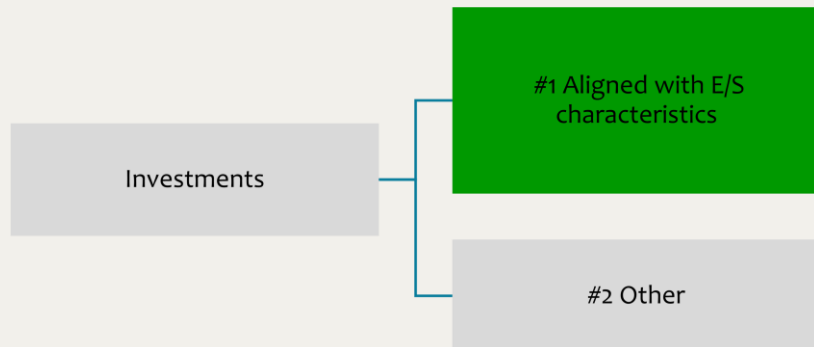 #1 Aligned with E/S
characteristics
Investments
#2 Other